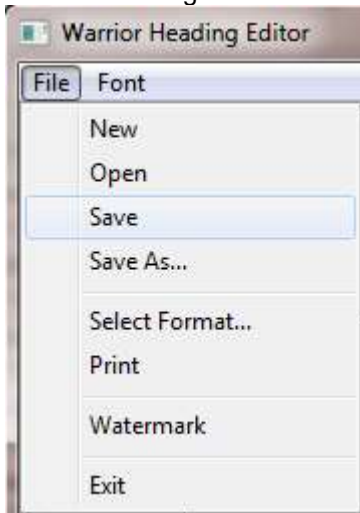 Warrior Heading Editor
File Font
New
Open
Save
Save As...
Select Format...
Print
Watermark
Exit